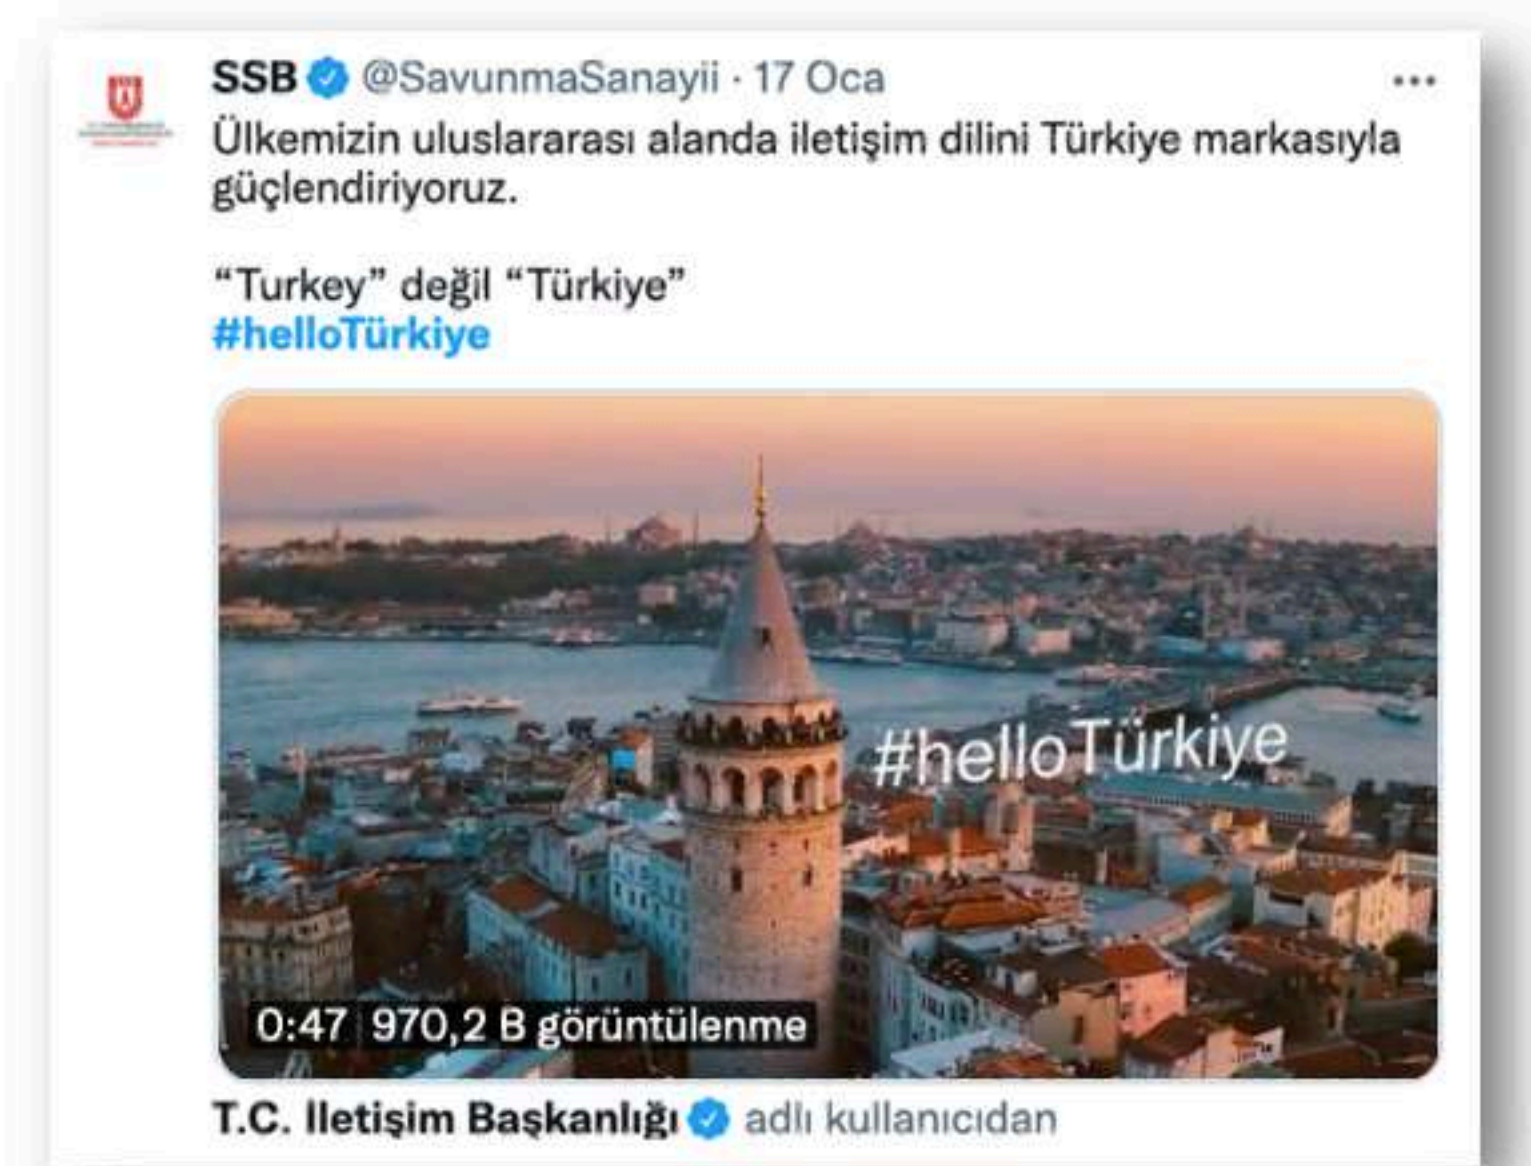 SSB @SavunmaSanayii · 17 Oca
Ülkemizin uluslararası alanda iletişim dilini Türkiye markasıyla
güçlendiriyoruz.
“Turkey” değil “Türkiye”
#helloTürkiye
#helloTürkiye
0:47 970,2 B görüntülenme
T.C. İletişim Başkanlığı adlı kullanıcıdan